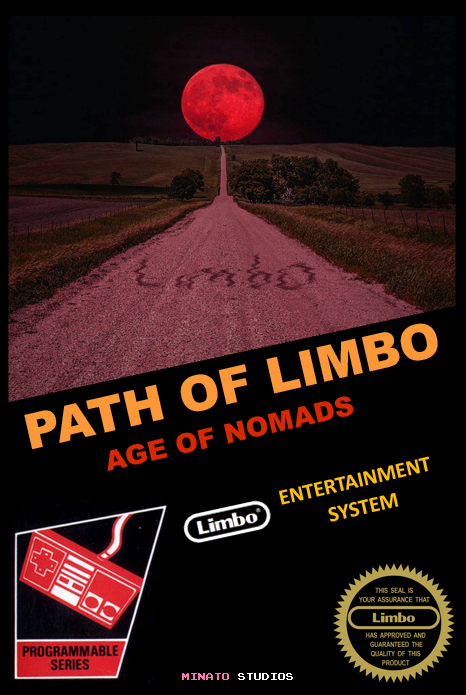 Limbo
PATH OF LIMBO
AGE OF NOMADS
ENTERTAINMENT
SYSTEM
Limbo®
PROGRAMMABLE
SERIES
THIS SEAL IS
YOUR ASSURANCE THAT
Limbo
HAS APPROVED AND
GUARANTEED THE
QUALITY OF THIS
PRODUCT
MINATO STUDIOS